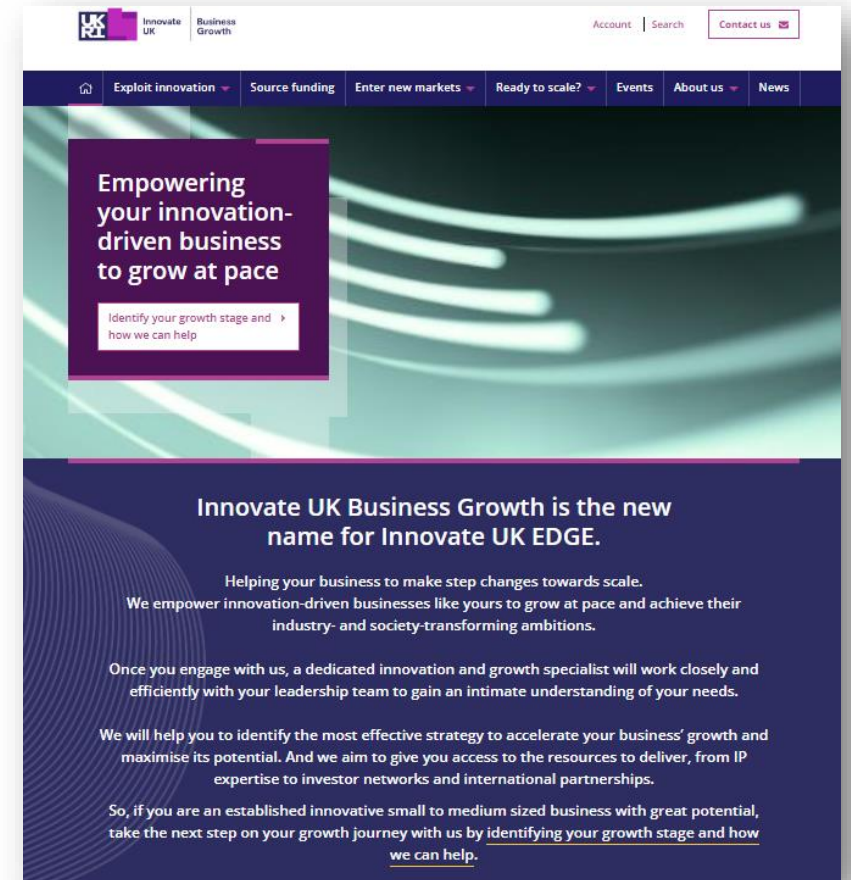 UK RI
Innovate UK
Business Growth
Account
Search
Contact us
Exploit innovation
Source funding
Enter new markets
Ready to scale?
Events
About us
News
Empowering
your innovation-
driven business
to grow at pace
Identify your growth stage and
how we can help
Innovate UK Business Growth is the new
name for Innovate UK EDGE.
Helping your business to make step changes towards scale.
We empower innovation-driven businesses like yours to grow at pace and achieve their
industry- and society-transforming ambitions.
Once you engage with us, a dedicated innovation and growth specialist will work closely and
efficiently with your leadership team to gain an intimate understanding of your needs.
We will help you to identify the most effective strategy to accelerate your business’ growth and
maximise its potential. And we aim to give you access to the resources to deliver, from IP
expertise to investor networks and international partnerships.
So, if you are an established innovative small to medium sized business with great potential,
take the next step on your growth journey with us by identifying your growth stage and how
we can help.